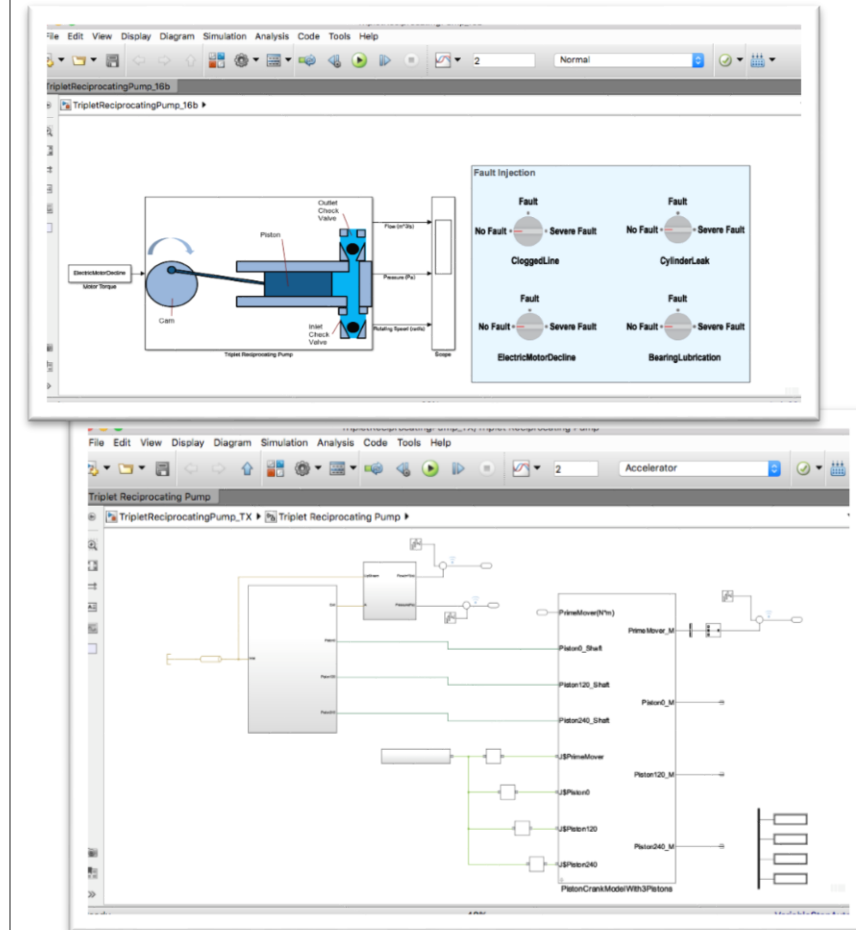 File Edit View Display Diagram Simulation Analysis Code Tools Help
2 Normal
TripletReciprocatingPump_16b
TripletReciprocatingPump_16b
Fault Injection
Outlet
Check
Valve
Piston
Flow (m^3/s)
Pressure (Pa)
ElectricMotorDecline
Motor Torque
Cam
Inlet
Check
Valve
Triplet Reciprocating Pump
Scope
Fault
No Fault Severe Fault
CloggedLine
Fault
No Fault Severe Fault
CylinderLeak
Fault
No Fault Severe Fault
ElectricMotorDecline
Fault
No Fault Severe Fault
BearingLubrication
File Edit View Display Diagram Simulation Analysis Code Tools Help
2 Accelerator
Triplet Reciprocating Pump
TripletReciprocatingPump_TX Triplet Reciprocating Pump
PrimeMover(N*m)
PrimeMover_M
Piston0_Shaft
Piston120_Shaft
Piston0_M
Piston240_Shaft
U$PrimeMover
Piston120_M
U$Piston0
U$Piston120
Piston240_M
U$Piston240
PistonCrankModelWith3Pistons